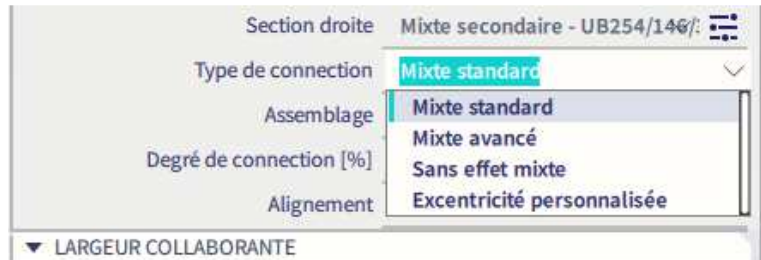 Section droite Mixte secondaire - UB254/146/
Type de connection Mixte standard
Assemblage Mixte standard
Mixte avancé
Degré de connection [%] Sans effet mixte
Alignement Excentricité personnalisée
LARGEUR COLLABORANTE